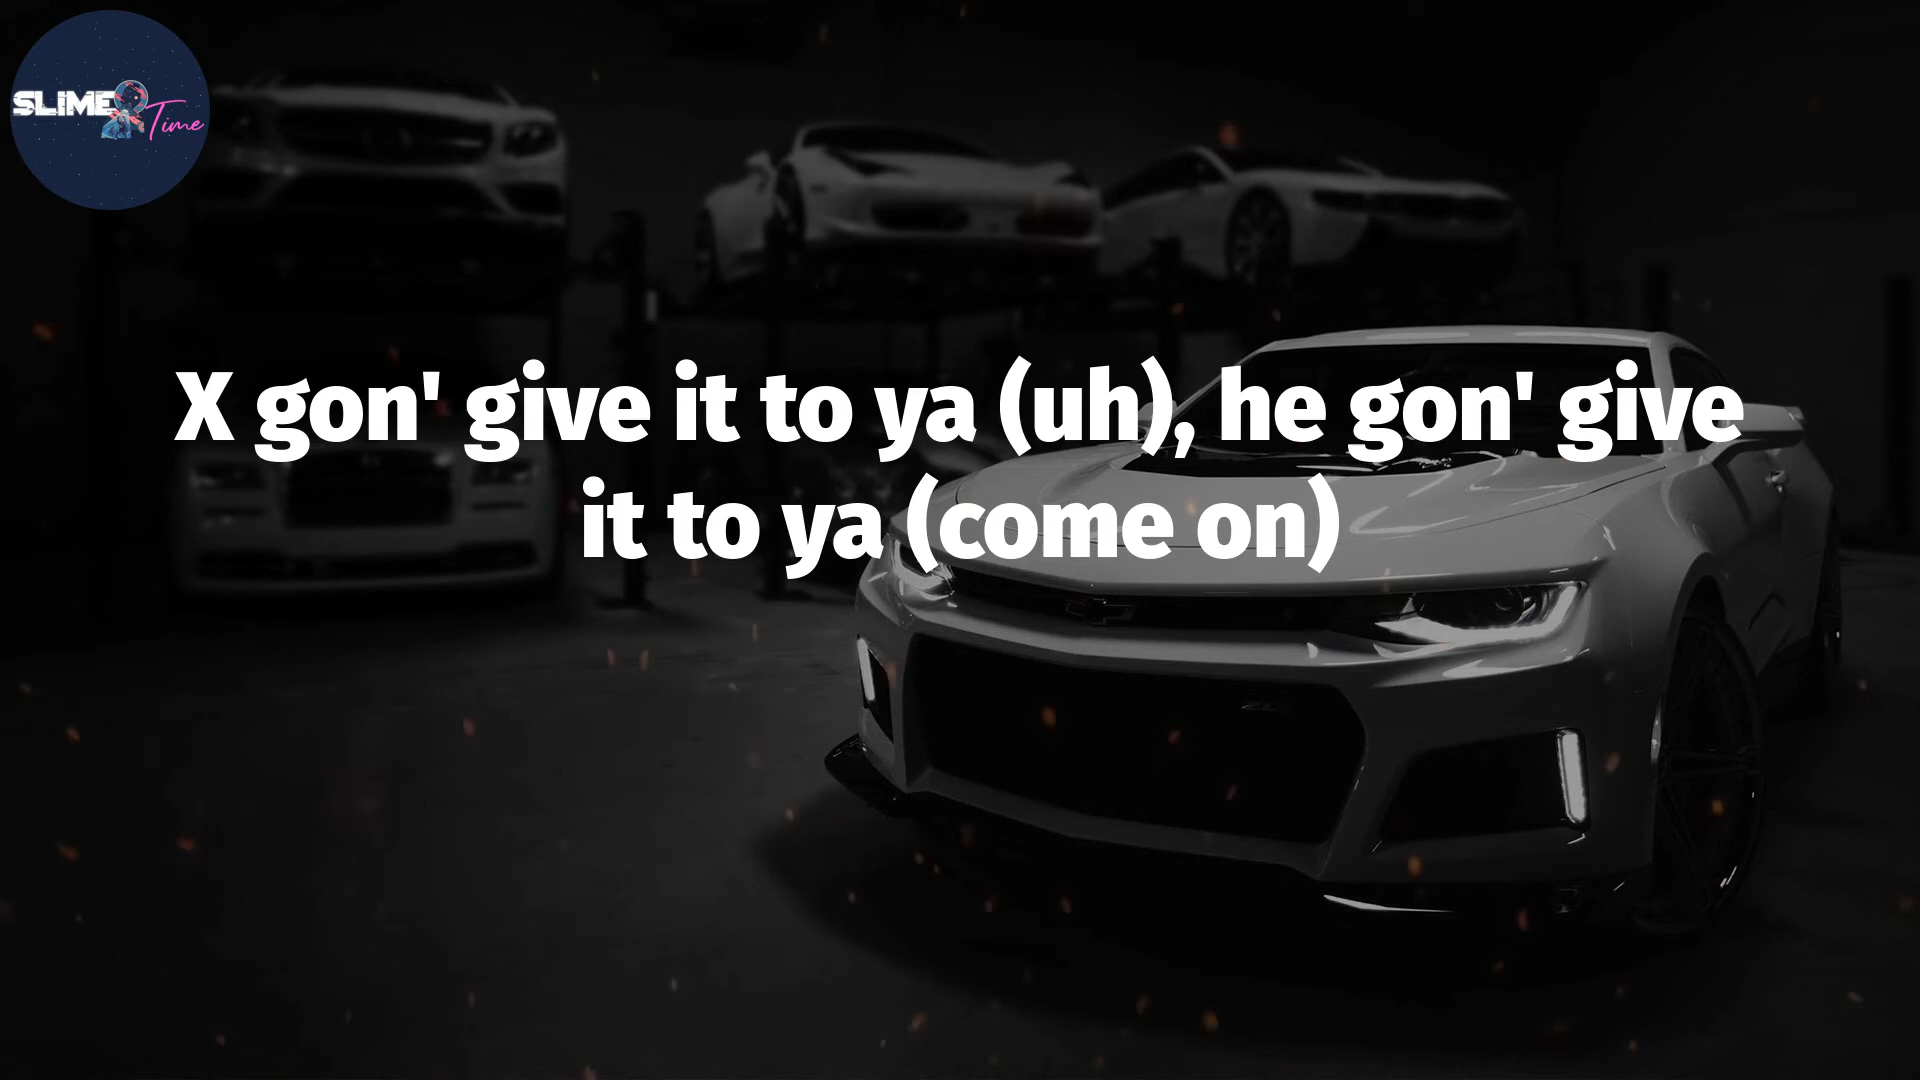 SLIME
Time
X gon' give it to ya (uh), he gon' give
it to ya (come on)